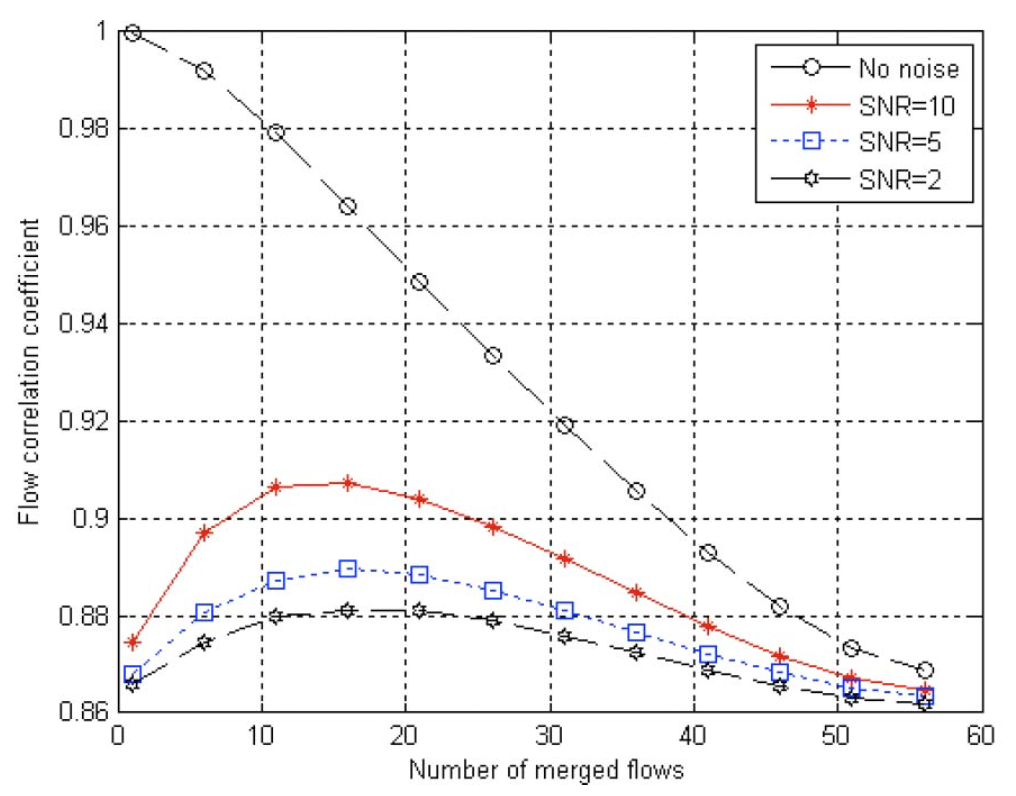 1
0.98
0.96
0.94
0.92
0.9
0.88
0.86
Flow correlation coefficient
No noise
SNR=10
SNR=5
SNR=2
0 10 20 30 40 50 60
Number of merged flows